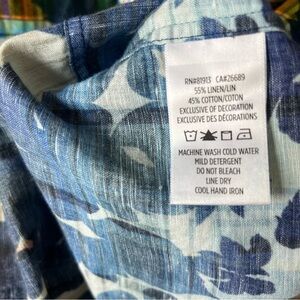 RN#81913 CA#26689
55% LINEN/LIN
45% COTTON/COTON
EXCLUSIVE OF DECORATION
EXCLUSIVE DES DÉCORATIONS
MACHINE WASH COLD WATER
MILD DETERGENT
DO NOT BLEACH
LINE DRY
COOL HAND IRON